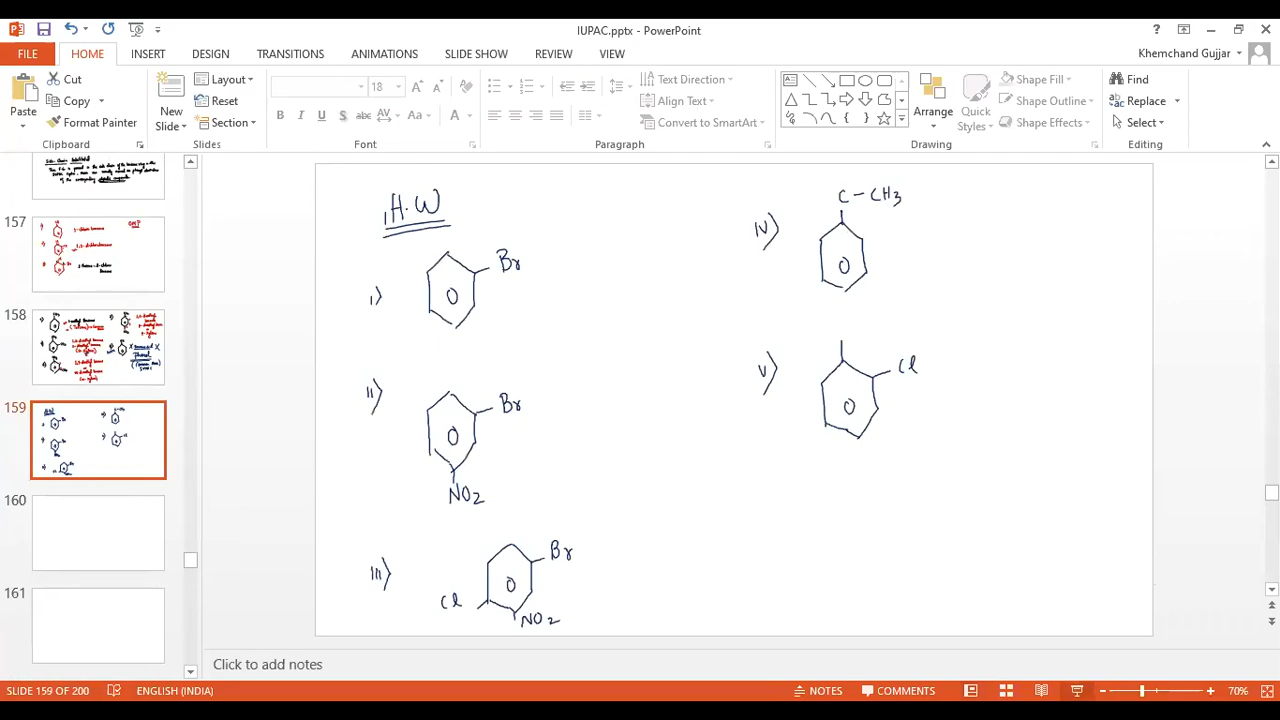 IUPAC.pptx - PowerPoint
FILE HOME INSERT DESIGN TRANSITIONS ANIMATIONS SLIDE SHOW REVIEW VIEW
Khemchand Gujjar
Paste
Cut
Copy
Format Painter
Clipboard
New Slide
Layout
Reset
Section
Slides
18
B I U S abc AV Aa A
Font
Text Direction
Align Text
Convert to SmartArt
Paragraph
Arrange
Quick Styles
Shape Fill
Shape Outline
Shape Effects
Drawing
Find
Replace
Select
Editing
157
158
159
160
161
H.W
i)
Br
ii)
Br
NO2
iii)
Br
Cl
NO2
iv)
C - CH3
v)
Cl
Click to add notes
SLIDE 159 OF 200 ENGLISH (INDIA) NOTES COMMENTS 70%